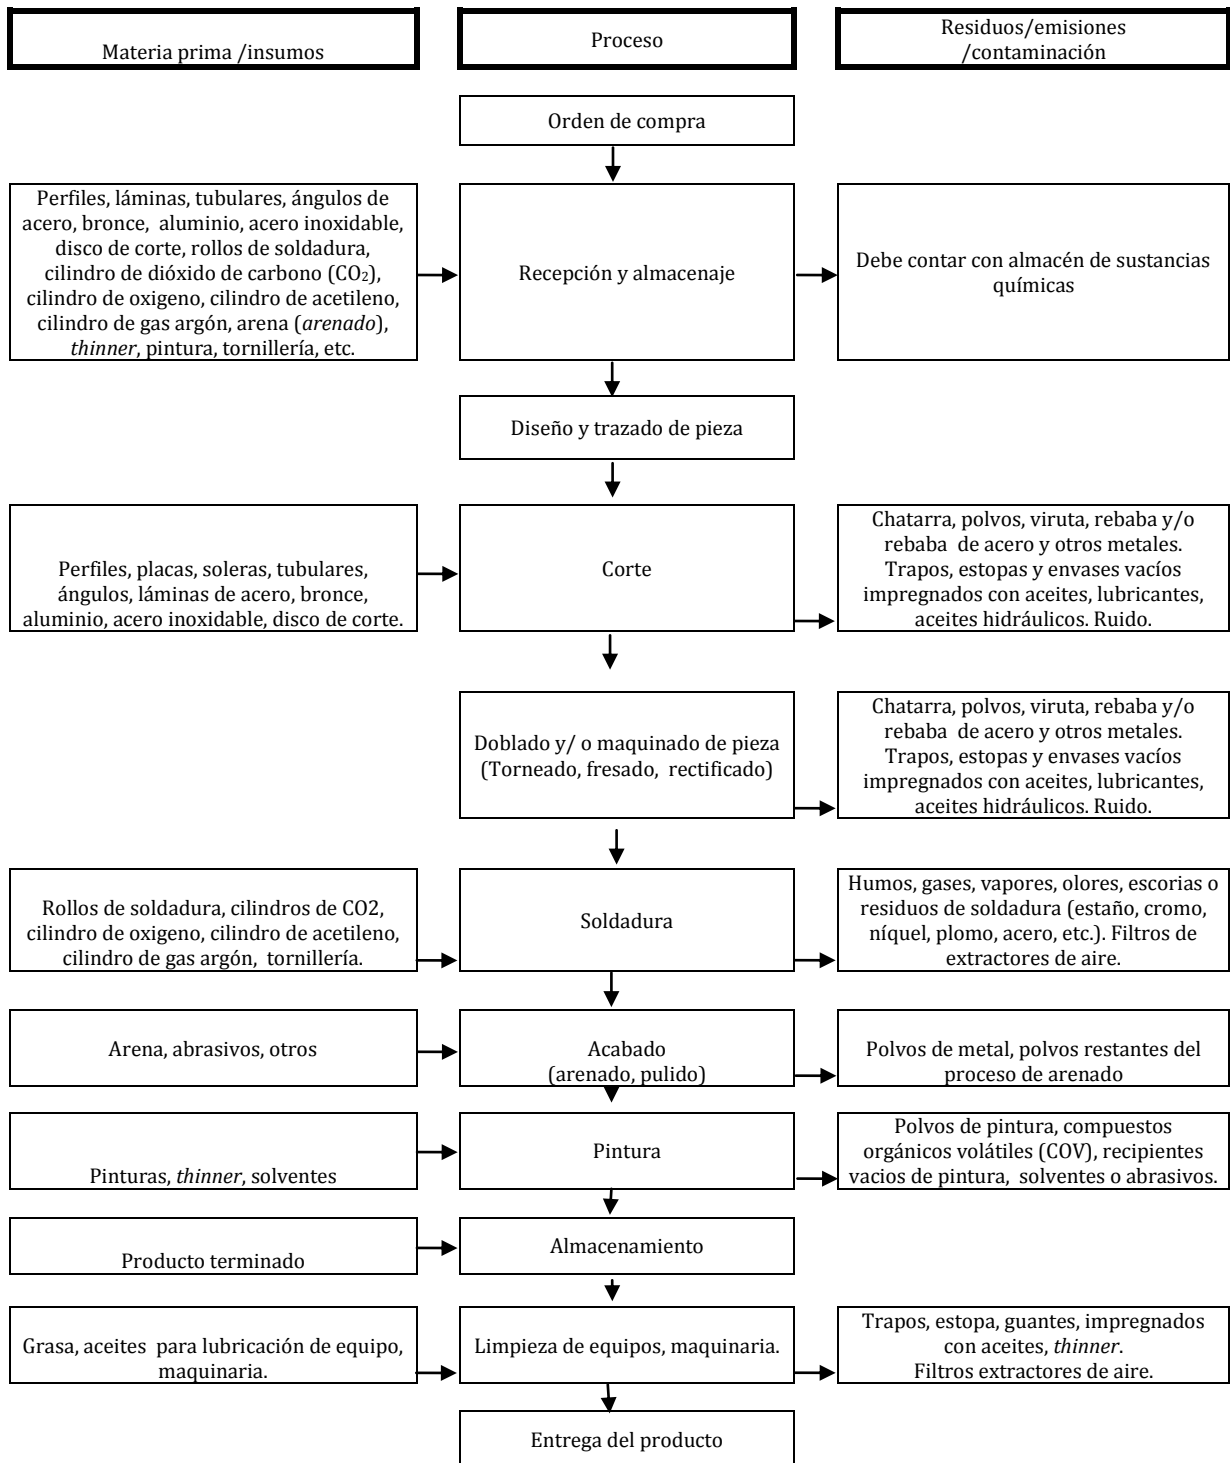 Materia prima /insumos
Proceso
Residuos/emisiones
/contaminación
Orden de compra
Perfiles, láminas, tubulares, ángulos de
acero, bronce, aluminio, acero inoxidable,
disco de corte, rollos de soldadura,
cilindro de dióxido de carbono (CO₂),
cilindro de oxigeno, cilindro de acetileno,
cilindro de gas argón, arena (arenado),
thinner, pintura, tornillería, etc.
Recepción y almacenaje
Debe contar con almacén de sustancias
químicas
Diseño y trazado de pieza
Perfiles, placas, soleras, tubulares,
ángulos, láminas de acero, bronce,
aluminio, acero inoxidable, disco de corte.
Corte
Chatarra, polvos, viruta, rebaba y/o
rebaba de acero y otros metales.
Trapos, estopas y envases vacíos
impregnados con aceites, lubricantes,
aceites hidráulicos. Ruido.
Doblado y/ o maquinado de pieza
(Torneado, fresado, rectificado)
Chatarra, polvos, viruta, rebaba y/o
rebaba de acero y otros metales.
Trapos, estopas y envases vacíos
impregnados con aceites, lubricantes,
aceites hidráulicos. Ruido.
Rollos de soldadura, cilindros de CO2,
cilindro de oxigeno, cilindro de acetileno,
cilindro de gas argón, tornillería.
Soldadura
Humos, gases, vapores, olores, escorias o
residuos de soldadura (estaño, cromo,
níquel, plomo, acero, etc.). Filtros de
extractores de aire.
Arena, abrasivos, otros
Acabado
(arenado, pulido)
Polvos de metal, polvos restantes del
proceso de arenado
Pinturas, thinner, solventes
Pintura
Polvos de pintura, compuestos
orgánicos volátiles (COV), recipientes
vacios de pintura, solventes o abrasivos.
Producto terminado
Almacenamiento
Grasa, aceites para lubricación de equipo,
maquinaria.
Limpieza de equipos, maquinaria.
Trapos, estopa, guantes, impregnados
con aceites, thinner.
Filtros extractores de aire.
Entrega del producto